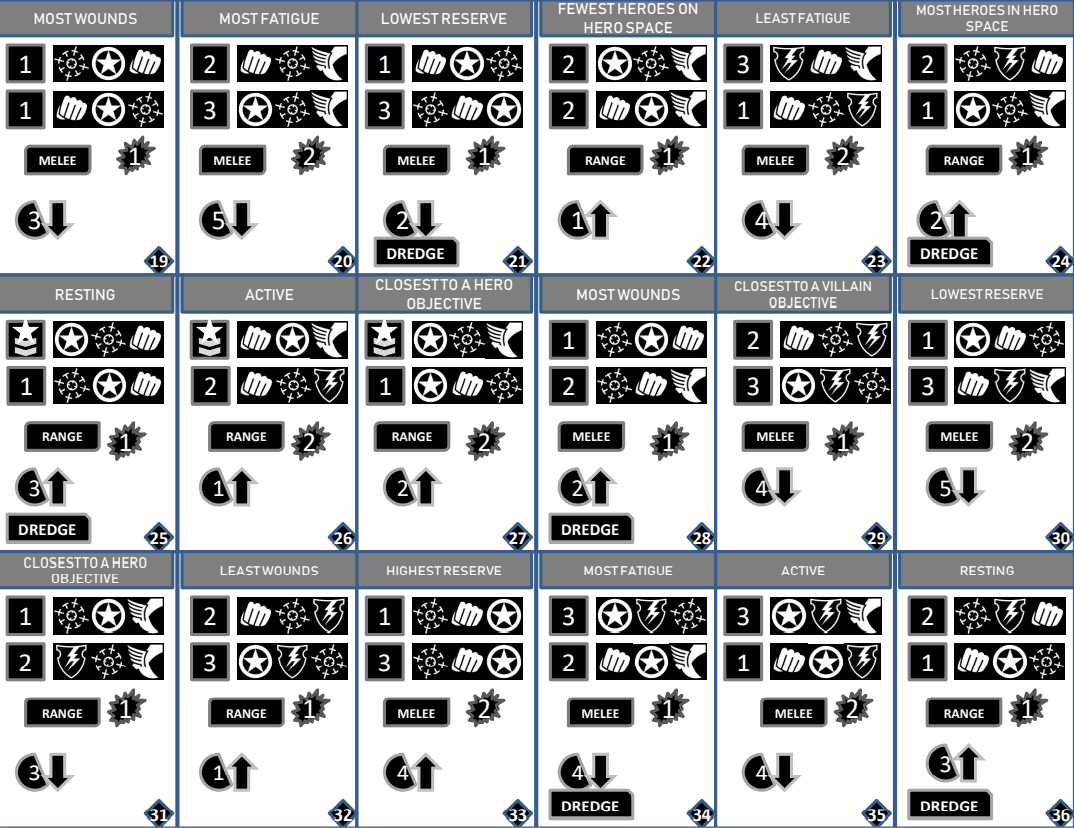 MOST WOUNDS
1
1
MELEE
1
3
19
MOST FATIGUE
2
3
MELEE
2
5
20
LOWEST RESERVE
1
3
MELEE
1
2
DREDGE
21
FEWEST HEROES ON
HERO SPACE
2
2
RANGE
1
1
22
LEAST FATIGUE
3
1
MELEE
2
4
23
MOST HEROES IN HERO
SPACE
2
1
RANGE
1
2
DREDGE
24
RESTING
1
RANGE
1
3
DREDGE
25
ACTIVE
2
RANGE
2
1
26
CLOSEST TO A HERO
OBJECTIVE
1
RANGE
2
2
27
MOST WOUNDS
1
2
MELEE
1
2
DREDGE
28
CLOSEST TO A VILLAIN
OBJECTIVE
2
3
MELEE
1
4
29
LOWEST RESERVE
1
3
MELEE
2
5
30
CLOSEST TO A HERO
OBJECTIVE
1
2
RANGE
1
3
31
LEAST WOUNDS
2
3
RANGE
1
1
32
HIGHEST RESERVE
1
3
MELEE
2
4
33
MOST FATIGUE
3
2
MELEE
1
4
DREDGE
34
ACTIVE
3
1
MELEE
2
4
35
RESTING
2
1
RANGE
1
3
DREDGE
36